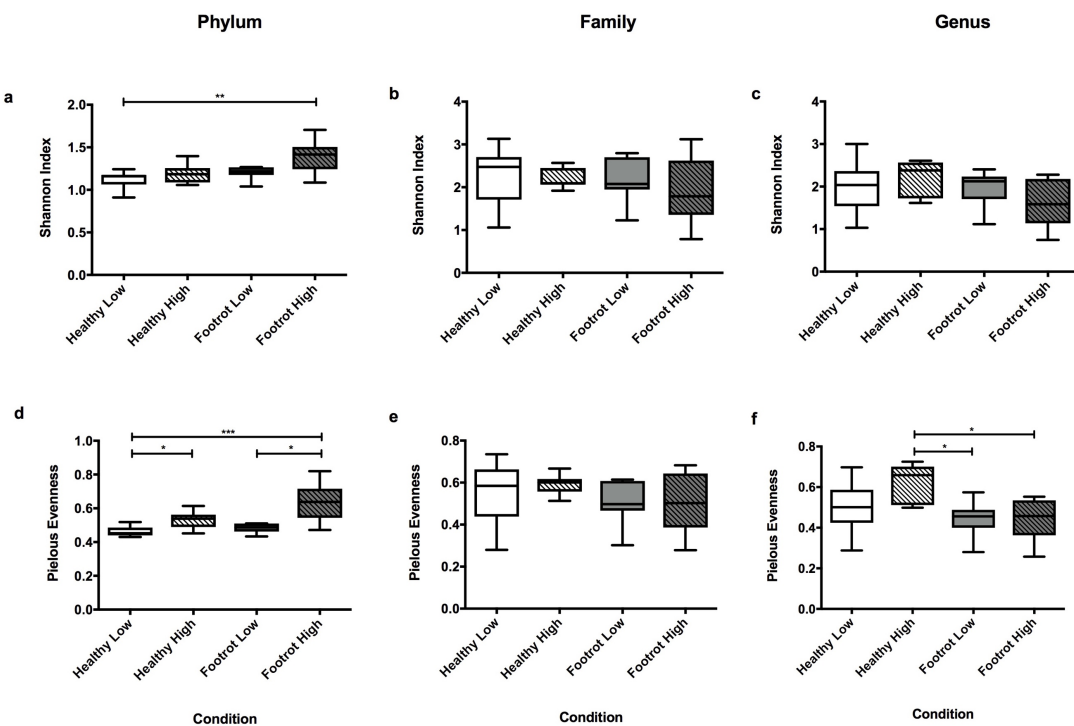 Phylum
Family
Genus
a
Shannon Index
2.0
1.5
1.0
0.5
0.0
**
Healthy Low
Healthy High
Footrot Low
Footrot High
b
Shannon Index
4
3
2
1
0
Healthy Low
Healthy High
Footrot Low
Footrot High
c
Shannon Index
4
3
2
1
0
Healthy Low
Healthy High
Footrot Low
Footrot High
d
Pielous Evenness
1.0
0.8
0.6
0.4
0.2
0.0
***
*
*
Healthy Low
Healthy High
Footrot Low
Footrot High
Condition
e
Pielous Evenness
0.8
0.6
0.4
0.2
0.0
Healthy Low
Healthy High
Footrot Low
Footrot High
Condition
f
Pielous Evenness
0.8
0.6
0.4
0.2
0.0
*
*
Healthy Low
Healthy High
Footrot Low
Footrot High
Condition